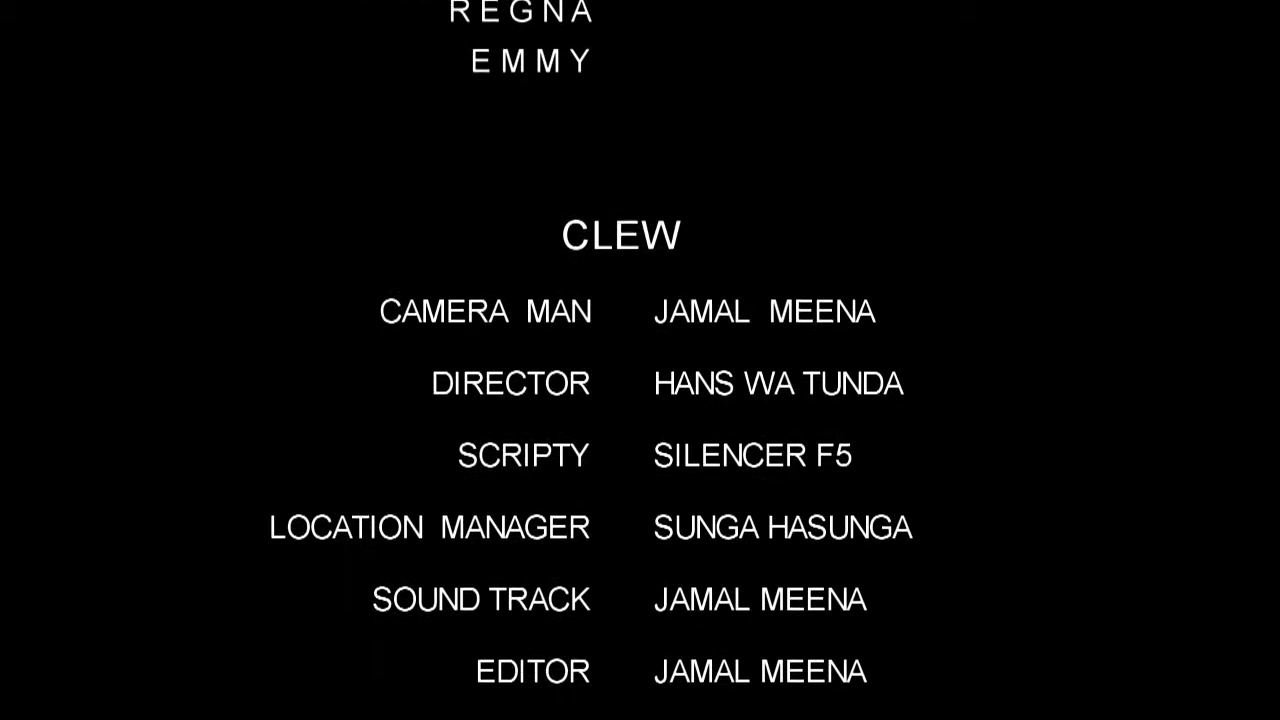 REGNA
EMMY
CLEW
CAMERA MAN JAMAL MEENA
DIRECTOR HANS WA TUNDA
SCRIPTY SILENCER F5
LOCATION MANAGER SUNGA HASUNGA
SOUND TRACK JAMAL MEENA
EDITOR JAMAL MEENA